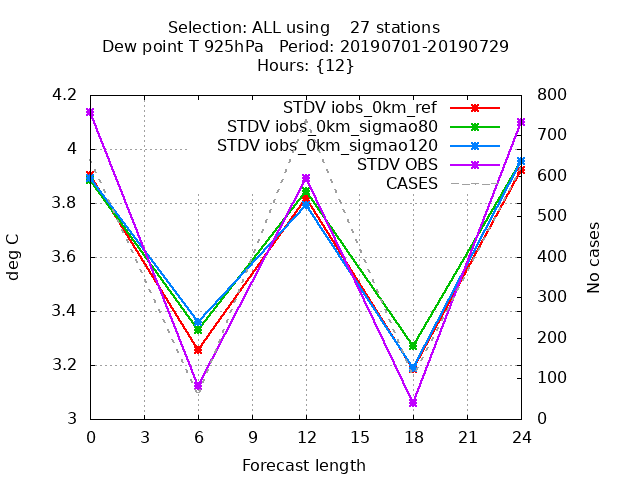 Selection: ALL using    27 stations
Dew point T 925hPa   Period: 20190701-20190729
Hours: {12}
STDV iobs_0km_ref
STDV iobs_0km_sigmao80
STDV iobs_0km_sigmao120
STDV OBS
CASES
4.2
4
3.8
3.6
3.4
3.2
3
deg C
800
700
600
500
400
300
200
100
0
No cases
0 3 6 9 12 15 18 21 24
Forecast length